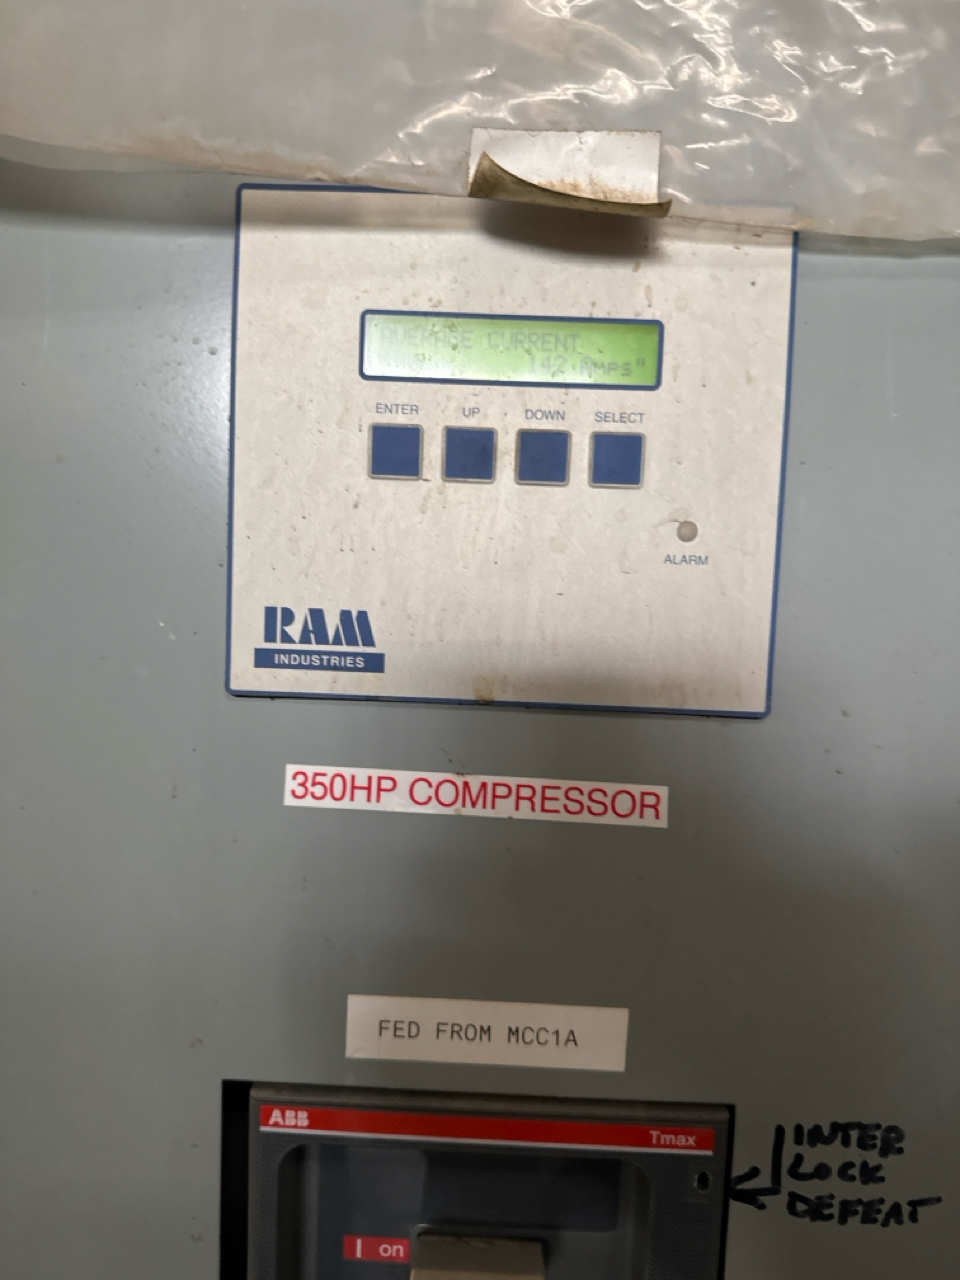 AVERAGE CURRENT
142 Amps"
ENTER UP DOWN SELECT
ALARM
RAM
INDUSTRIES
350HP COMPRESSOR
FED FROM MCC1A
ABB
Tmax
INTER
LOCK
DEFEAT
I on